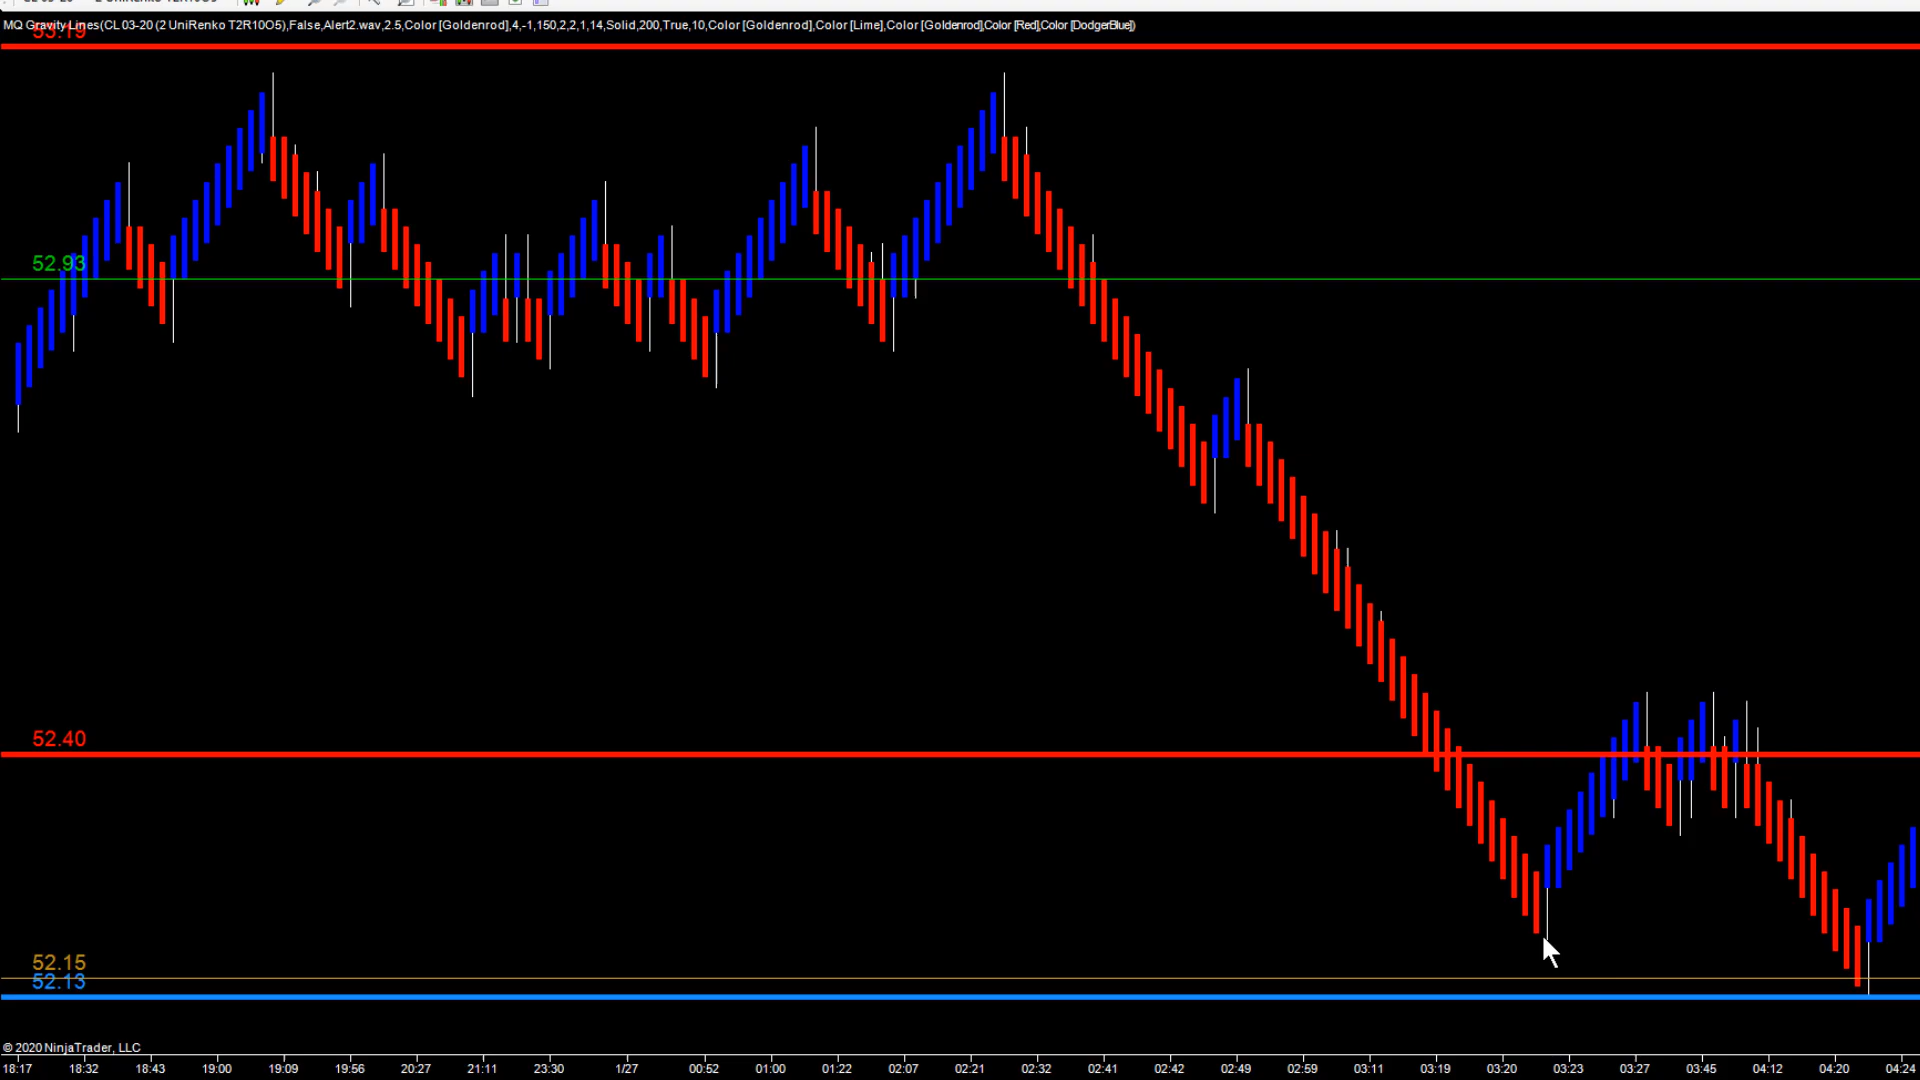 MQ Gravity Lines(CL 03-20 (2 UniRenko T2R10O5),False,Alert2.wav,2.5,Color [Goldenrod],4,-1,150,2,2,1,14,Solid,200,True,10,Color [Goldenrod],Color [Lime],Color [Goldenrod],Color [Red],Color [DodgerBlue])
53.19
52.93
52.40
52.15
52.13
© 2020 NinjaTrader, LLC
18:17 18:32 18:43 19:00 19:09 19:56 20:27 21:11 23:30 1/27 00:52 01:00 01:22 02:07 02:21 02:32 02:41 02:42 02:49 02:59 03:11 03:19 03:20 03:23 03:27 03:45 04:12 04:20 04:24